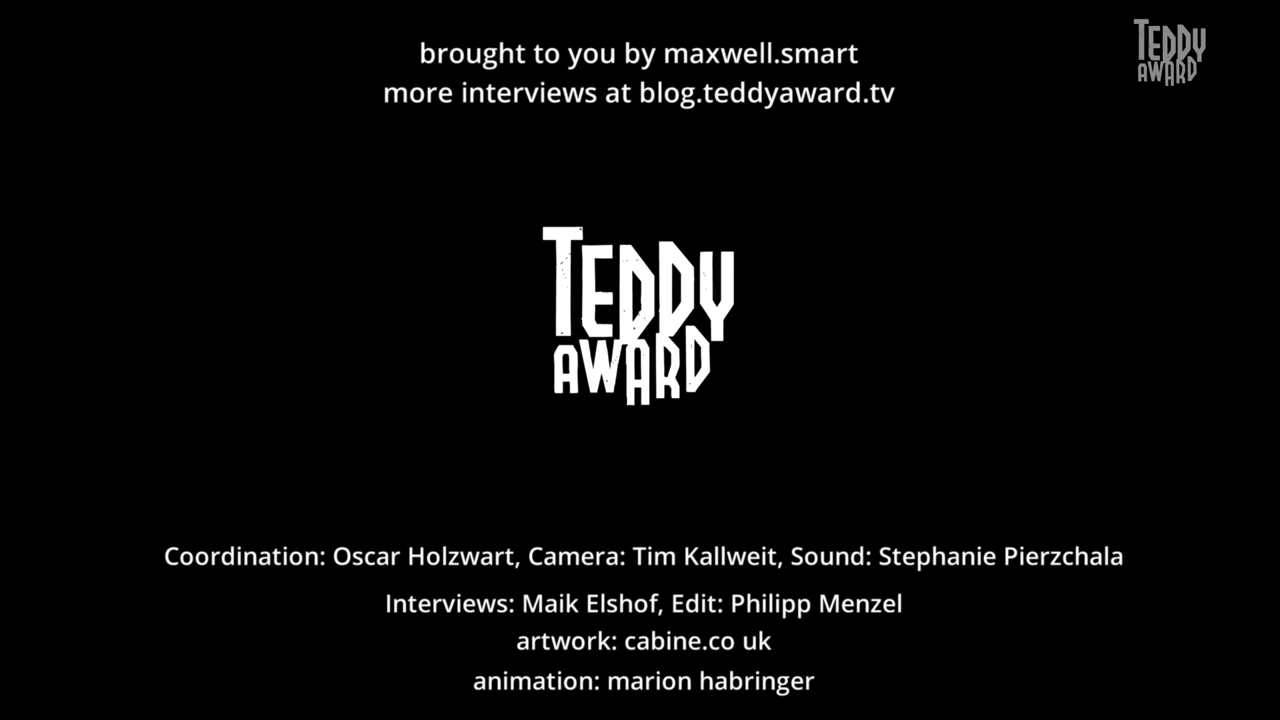 brought to you by maxwell.smart
more interviews at blog.teddyaward.tv
TEDDY
AWARD
TEDDY
AWARD
Coordination: Oscar Holzwart, Camera: Tim Kallweit, Sound: Stephanie Pierzchala
Interviews: Maik Elshof, Edit: Philipp Menzel
artwork: cabine.co uk
animation: marion habringer